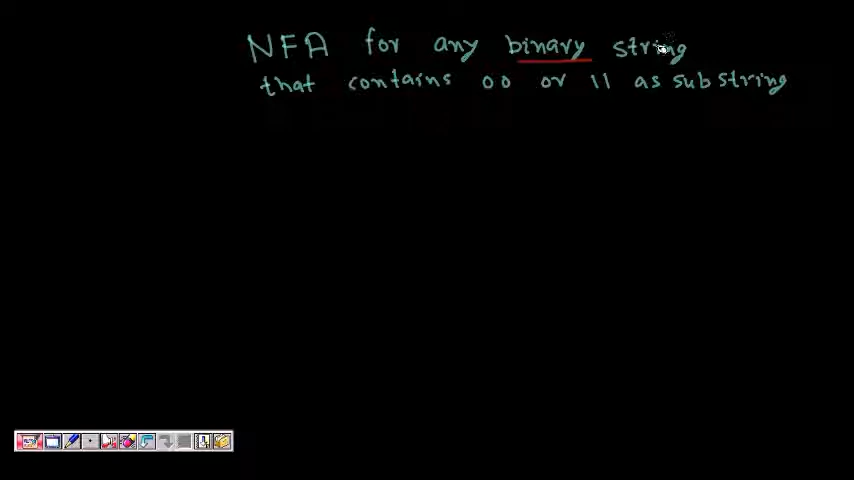 NFA for any binary string
that contains 00 or 11 as substring